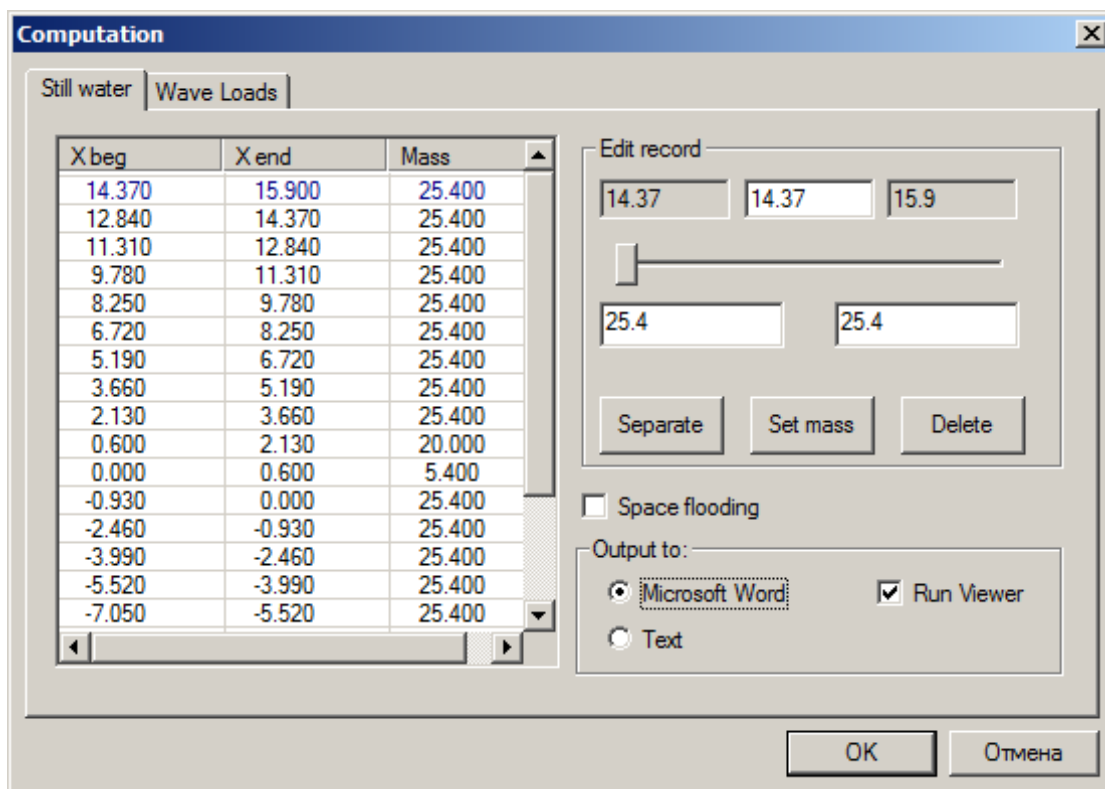 Computation
Still water Wave Loads
X beg X end Mass
14.370 15.900 25.400
12.840 14.370 25.400
11.310 12.840 25.400
9.780 11.310 25.400
8.250 9.780 25.400
6.720 8.250 25.400
5.190 6.720 25.400
3.660 5.190 25.400
2.130 3.660 25.400
0.600 2.130 20.000
0.000 0.600 5.400
-0.930 0.000 25.400
-2.460 -0.930 25.400
-3.990 -2.460 25.400
-5.520 -3.990 25.400
-7.050 -5.520 25.400
Edit record
14.37 14.37 15.9
25.4 25.4
Separate Set mass Delete
Space flooding
Output to:
Microsoft Word Run Viewer
Text
OK Отмена